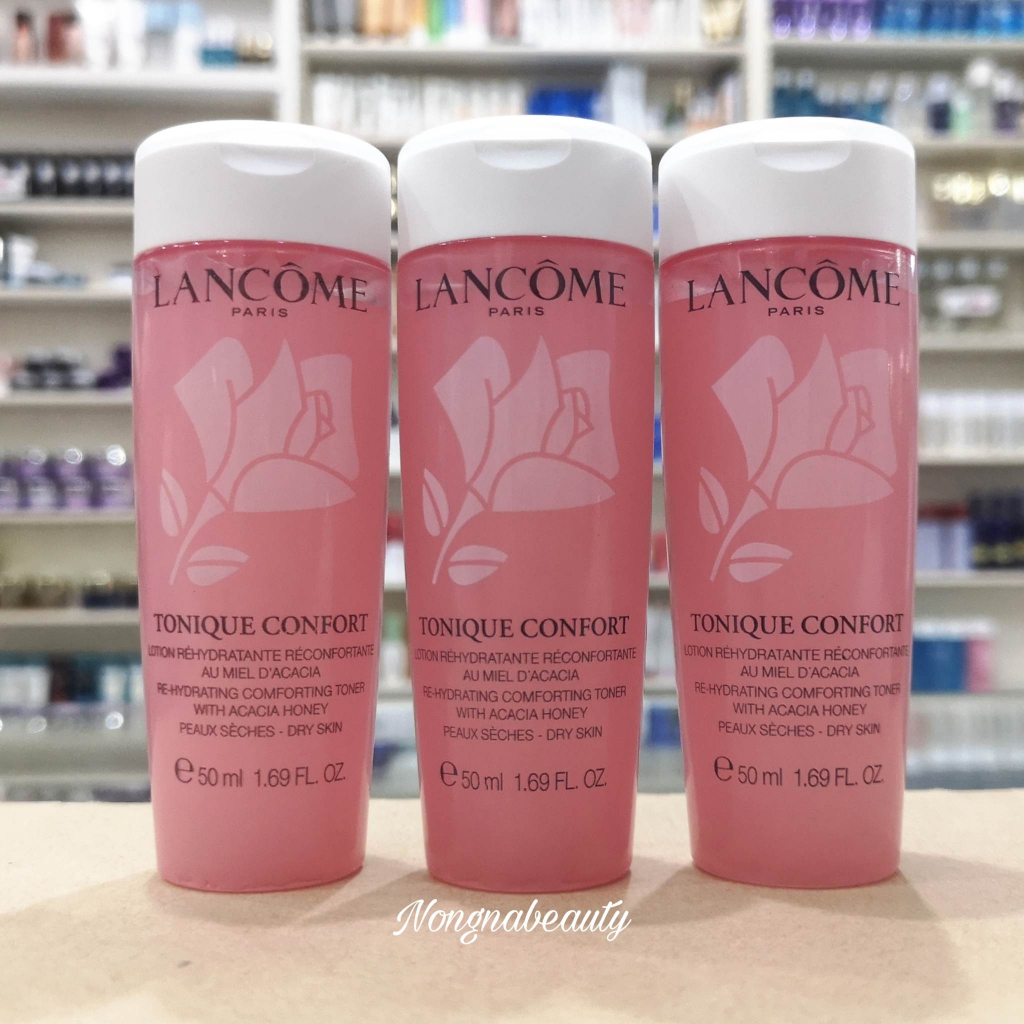 LANCÔME
PARIS
TONIQUE CONFORT
LOTION RÉHYDRATANTE RÉCONFORTANTE
AU MIEL D'ACACIA
RE-HYDRATING COMFORTING TONER
WITH ACACIA HONEY
PEAUX SÈCHES - DRY SKIN
e 50 ml 1.69 FL. OZ.
LANCÔME
PARIS
TONIQUE CONFORT
LOTION RÉHYDRATANTE RÉCONFORTANTE
AU MIEL D'ACACIA
RE-HYDRATING COMFORTING TONER
WITH ACACIA HONEY
PEAUX SÈCHES - DRY SKIN
e 50 ml 1.69 FL. OZ.
LANCÔME
PARIS
TONIQUE CONFORT
LOTION RÉHYDRATANTE RÉCONFORTANTE
AU MIEL D'ACACIA
RE-HYDRATING COMFORTING TONER
WITH ACACIA HONEY
PEAUX SÈCHES - DRY SKIN
e 50 ml 1.69 FL. OZ.
Nongnabeauty